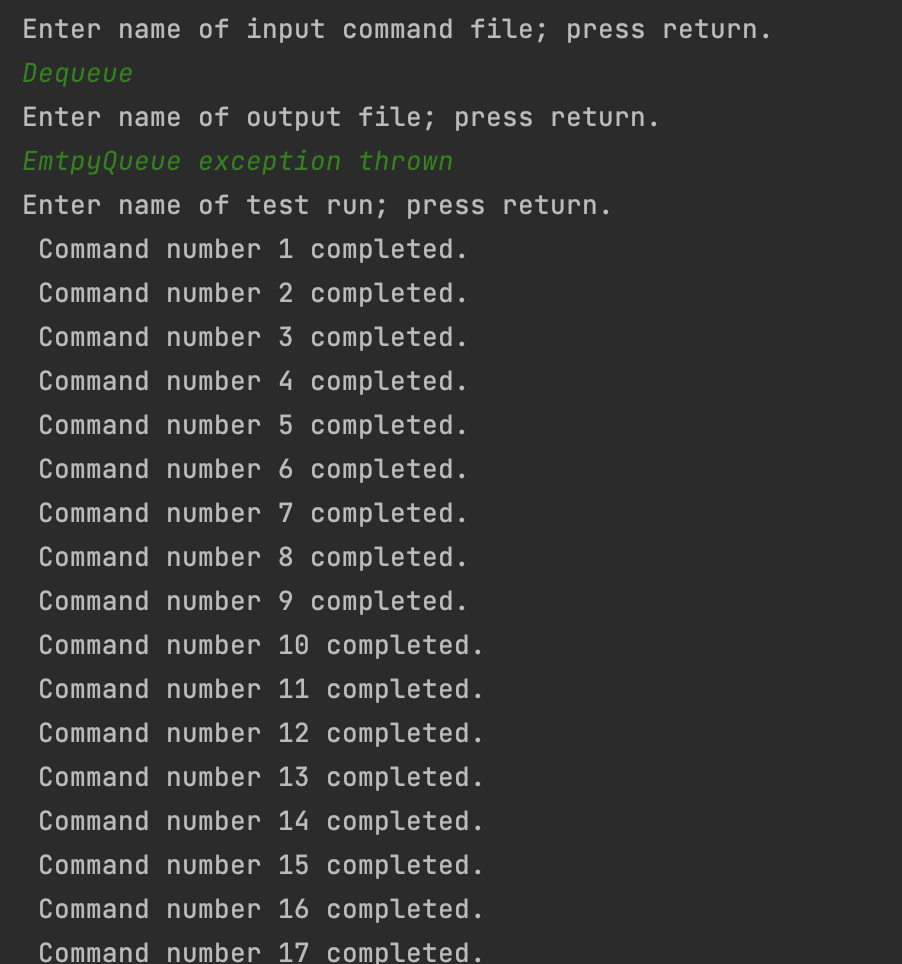 Enter name of input command file; press return.
Dequeue
Enter name of output file; press return.
EmtpyQueue exception thrown
Enter name of test run; press return.
Command number 1 completed.
Command number 2 completed.
Command number 3 completed.
Command number 4 completed.
Command number 5 completed.
Command number 6 completed.
Command number 7 completed.
Command number 8 completed.
Command number 9 completed.
Command number 10 completed.
Command number 11 completed.
Command number 12 completed.
Command number 13 completed.
Command number 14 completed.
Command number 15 completed.
Command number 16 completed.
Command number 17 completed.